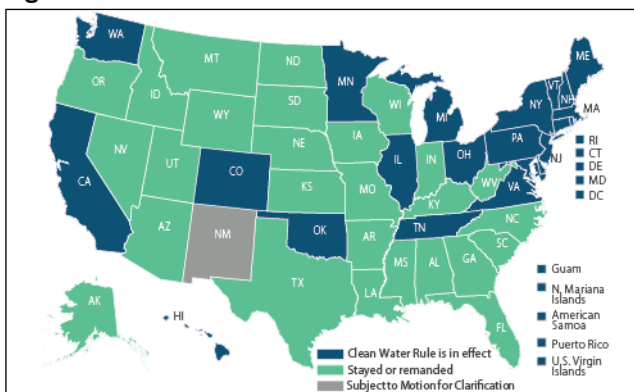 WA
MT
ND
MN
ME
OR
ID
SD
WI
MI
VT
NH
NY
MA
WY
IA
NE
PA
NJ
RI
CT
DE
MD
DC
NV
UT
CO
KS
MO
IL
IN
OH
WV
VA
KY
CA
AZ
NM
OK
AR
TN
NC
SC
MS
AL
GA
TX
LA
FL
AK
HI
Guam
N. Mariana
Islands
American
Samoa
Puerto Rico
U.S. Virgin
Islands
Clean Water Rule is in effect
Stayed or remanded
Subject to Motion for Clarification